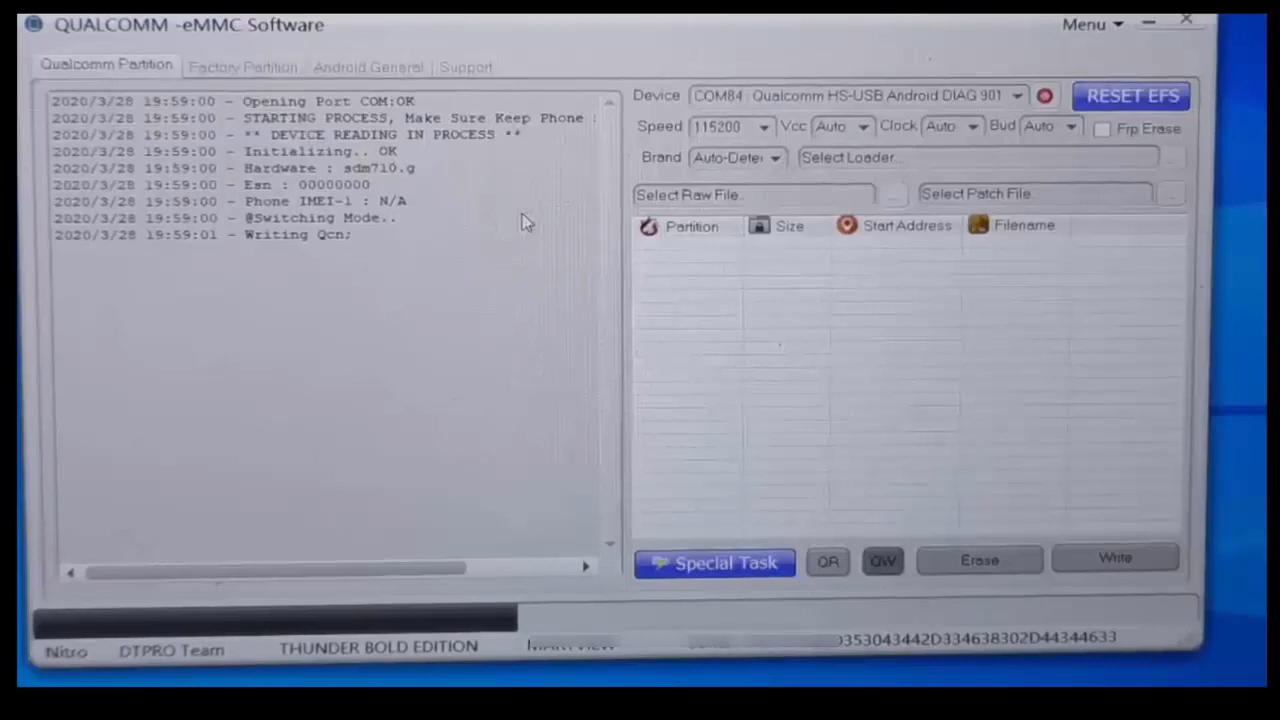 QUALCOMM -eMMC Software
Menu
Qualcomm Partition
Factory Partition
Android General
Support
2020/3/28 19:59:00 - Opening Port COM:OK
2020/3/28 19:59:00 - STARTING PROCESS, Make Sure Keep Phone
2020/3/28 19:59:00 - ** DEVICE READING IN PROCESS **
2020/3/28 19:59:00 - Initializing.. OK
2020/3/28 19:59:00 - Hardware : sdm710.g
2020/3/28 19:59:00 - Esn : 00000000
2020/3/28 19:59:00 - Phone IMEI-1 : N/A
2020/3/28 19:59:00 - @Switching Mode..
2020/3/28 19:59:01 - Writing Qcn;
Device COM84 : Qualcomm HS-USB Android DIAG 901 RESET EFS
Speed 115200 Vcc Auto Clock Auto Bud Auto Frp Erase
Brand Auto-Dete Select Loader...
Select Raw File.. ... Select Patch File.
Partition Size Start Address Filename
Special Task QR QW Erase Write
Nitro DTPRO Team THUNDER BOLD EDITION 0353043442D334638302D44344633